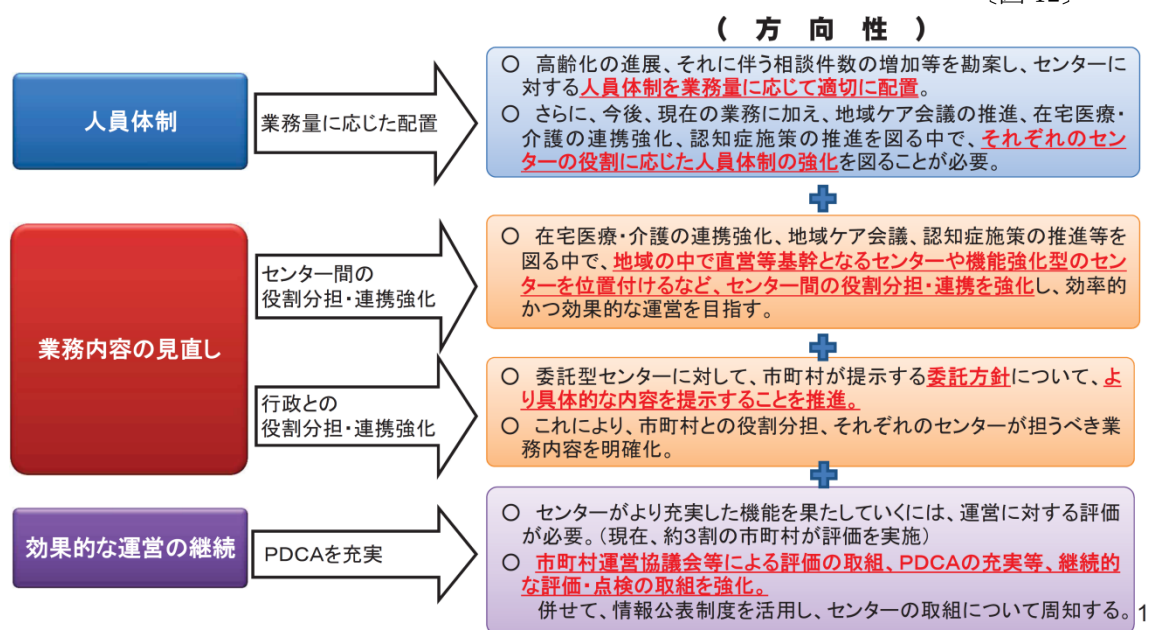 〔図 12〕
( 方 向 性 )
人員体制
業務量に応じた配置
○ 高齢化の進展、それに伴う相談件数の増加等を勘案し、センターに
対する人員体制を業務量に応じて適切に配置。
○ さらに、今後、現在の業務に加え、地域ケア会議の推進、在宅医療・
介護の連携強化、認知症施策の推進を図る中で、それぞれのセン
ターの役割に応じた人員体制の強化を図ることが必要。
業務内容の見直し
センター間の
役割分担・連携強化
○ 在宅医療・介護の連携強化、地域ケア会議、認知症施策の推進等を
図る中で、地域の中で直営等基幹となるセンターや機能強化型のセン
ターを位置付けるなど、センター間の役割分担・連携を強化し、効率的
かつ効果的な運営を目指す。
行政との
役割分担・連携強化
○ 委託型センターに対して、市町村が提示する委託方針について、よ
り具体的な内容を提示することを推進。
○ これにより、市町村との役割分担、それぞれのセンターが担うべき業
務内容を明確化。
効果的な運営の継続
PDCAを充実
○ センターがより充実した機能を果たしていくには、運営に対する評価
が必要。(現在、約3割の市町村が評価を実施)
○ 市町村運営協議会等による評価の取組、PDCAの充実等、継続的
な評価・点検の取組を強化。
併せて、情報公表制度を活用し、センターの取組について周知する。
1